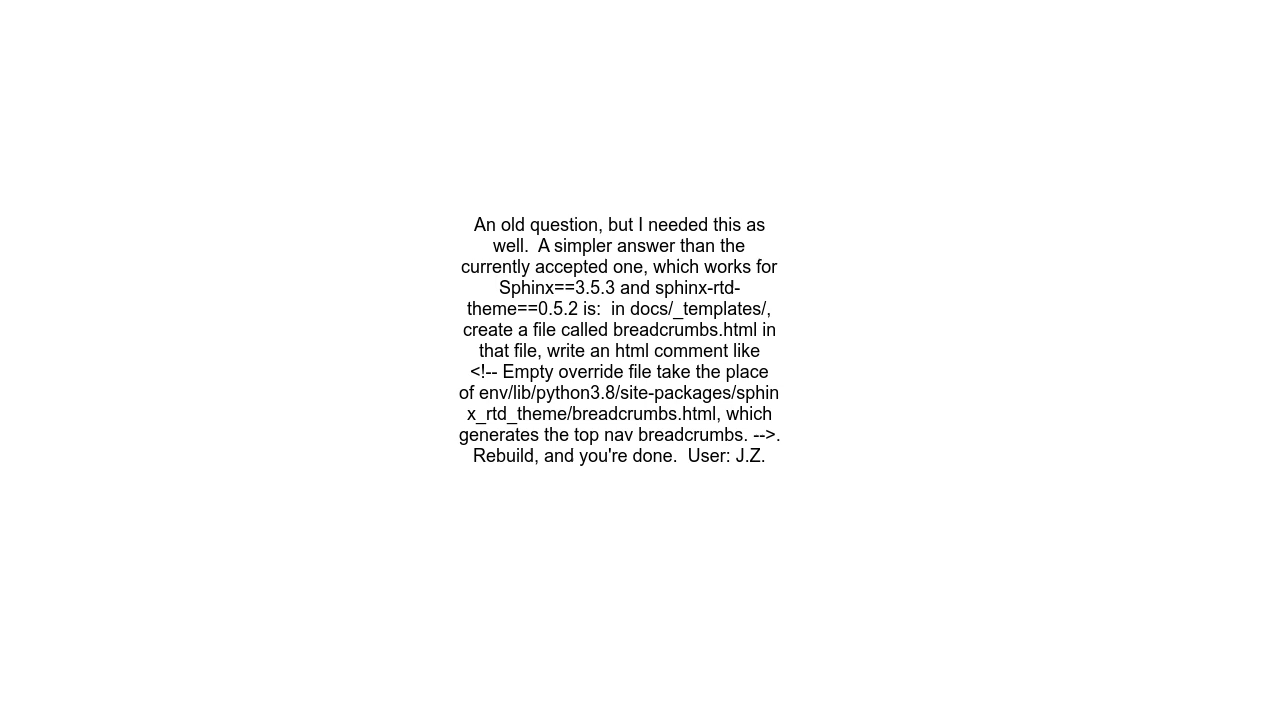 An old question, but I needed this as
well.  A simpler answer than the
currently accepted one, which works for
Sphinx==3.5.3 and sphinx-rtd-
theme==0.5.2 is:  in docs/_templates/,
create a file called breadcrumbs.html in
that file, write an html comment like
<!-- Empty override file take the place
of env/lib/python3.8/site-packages/sphin
x_rtd_theme/breadcrumbs.html, which
generates the top nav breadcrumbs. -->.
Rebuild, and you're done.  User: J.Z.